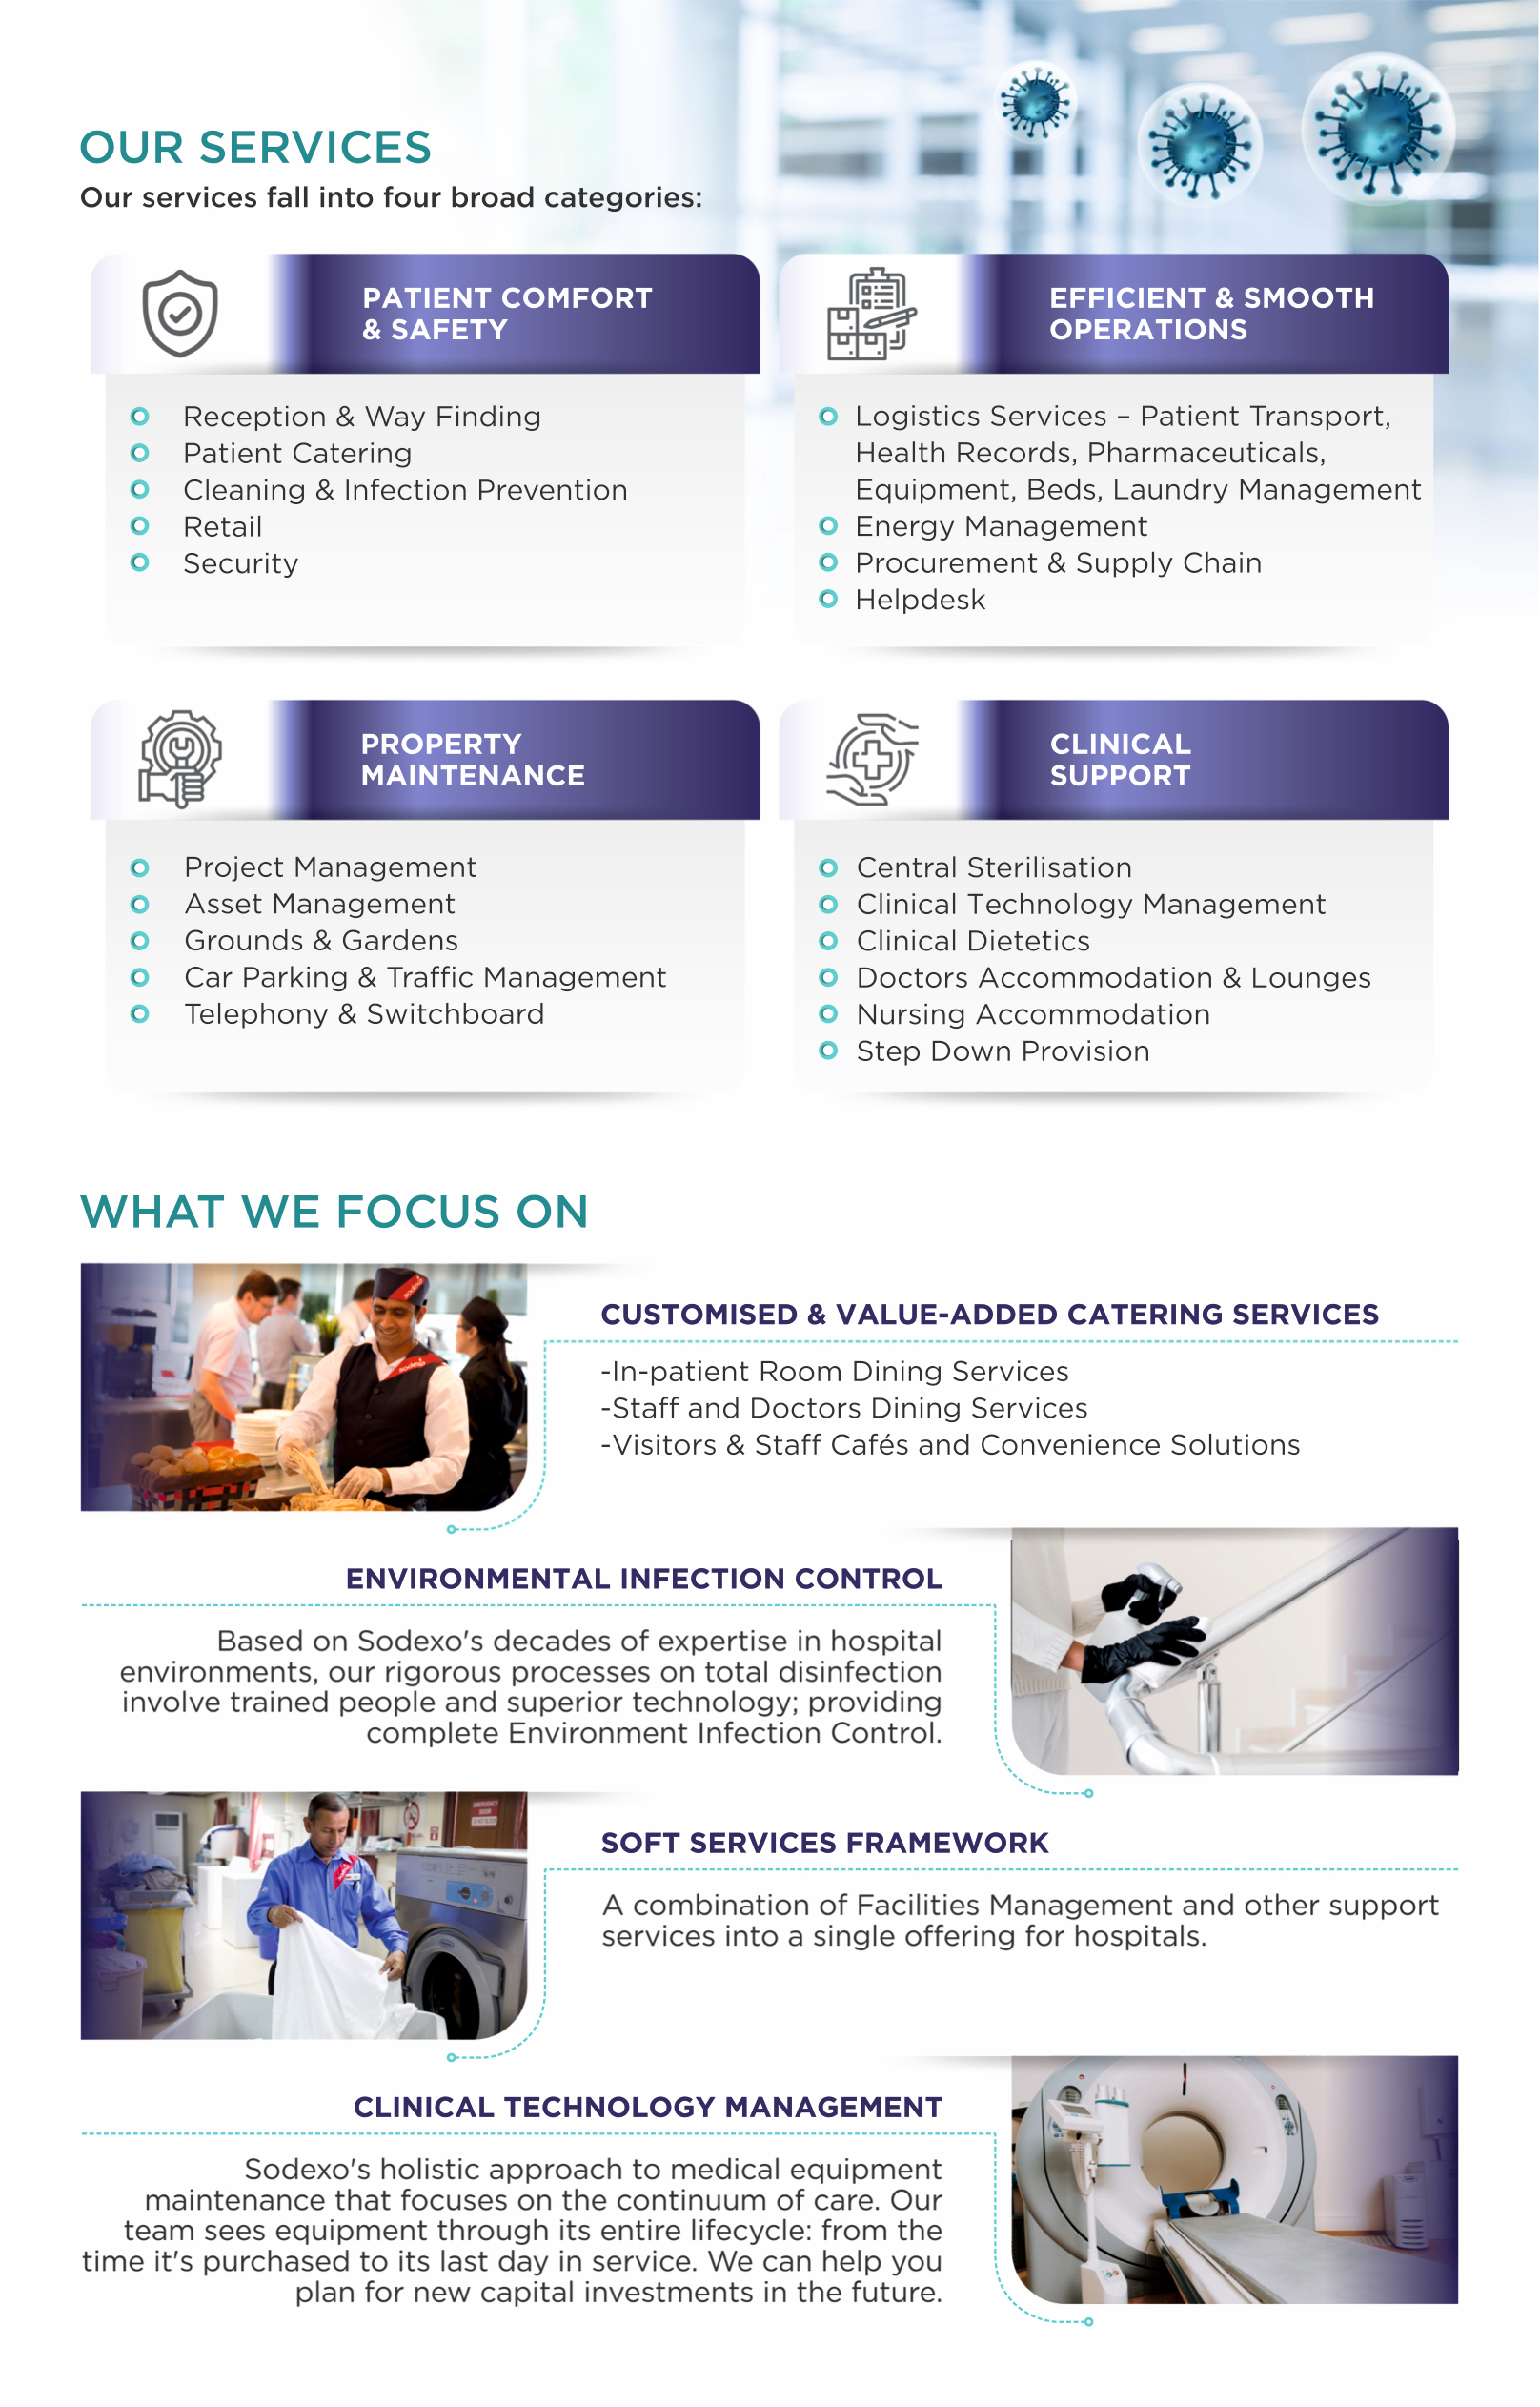 OUR SERVICES
Our services fall into four broad categories:
PATIENT COMFORT
& SAFETY
Reception & Way Finding
Patient Catering
Cleaning & Infection Prevention
Retail
Security
EFFICIENT & SMOOTH
OPERATIONS
Logistics Services – Patient Transport,
Health Records, Pharmaceuticals,
Equipment, Beds, Laundry Management
Energy Management
Procurement & Supply Chain
Helpdesk
PROPERTY
MAINTENANCE
Project Management
Asset Management
Grounds & Gardens
Car Parking & Traffic Management
Telephony & Switchboard
CLINICAL
SUPPORT
Central Sterilisation
Clinical Technology Management
Clinical Dietetics
Doctors Accommodation & Lounges
Nursing Accommodation
Step Down Provision
WHAT WE FOCUS ON
sodexo
sodexo
CUSTOMISED & VALUE-ADDED CATERING SERVICES
-In-patient Room Dining Services
-Staff and Doctors Dining Services
-Visitors & Staff Cafés and Convenience Solutions
ENVIRONMENTAL INFECTION CONTROL
Based on Sodexo's decades of expertise in hospital
environments, our rigorous processes on total disinfection
involve trained people and superior technology; providing
complete Environment Infection Control.
EMERGENCY
DOOR
SOFT SERVICES FRAMEWORK
A combination of Facilities Management and other support
services into a single offering for hospitals.
CLINICAL TECHNOLOGY MANAGEMENT
Sodexo's holistic approach to medical equipment
maintenance that focuses on the continuum of care. Our
team sees equipment through its entire lifecycle: from the
time it's purchased to its last day in service. We can help you
plan for new capital investments in the future.